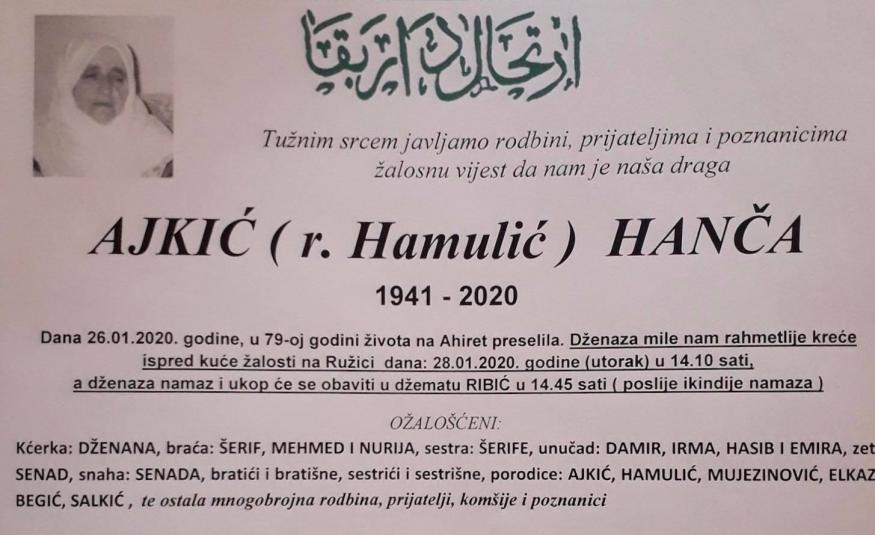 ارتحال دار بقا
Tužnim srcem javljamo rodbini, prijateljima i poznanicima
žalosnu vijest da nam je naša draga
AJKIĆ ( r. Hamulić ) HANČA
1941 - 2020
Dana 26.01.2020. godine, u 79-oj godini života na Ahiret preselila. Dženaza mile nam rahmetlije kreće
ispred kuće žalosti na Ružici dana: 28.01.2020. godine (utorak) u 14.10 sati,
a dženaza namaz i ukop će se obaviti u džematu RIBIĆ u 14.45 sati ( poslije ikindije namaza )
OŽALOŠĆENI:
Kćerka: DŽENANA, braća: ŠERIF, MEHMED I NURIJA, sestra: ŠERIFE, unučad: DAMIR, IRMA, HASIB I EMIRA, zet
SENAD, snaha: SENADA, bratići i bratišne, sestrići i sestrišne, porodice: AJKIĆ, HAMULIĆ, MUJEZINOVIĆ, ELKAZ
BEGIĆ, SALKIĆ , te ostala mnogobrojna rodbina, prijatelji, komšije i poznanici